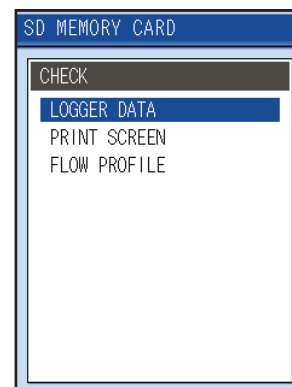 SD MEMORY CARD
CHECK
LOGGER DATA
PRINT SCREEN
FLOW PROFILE